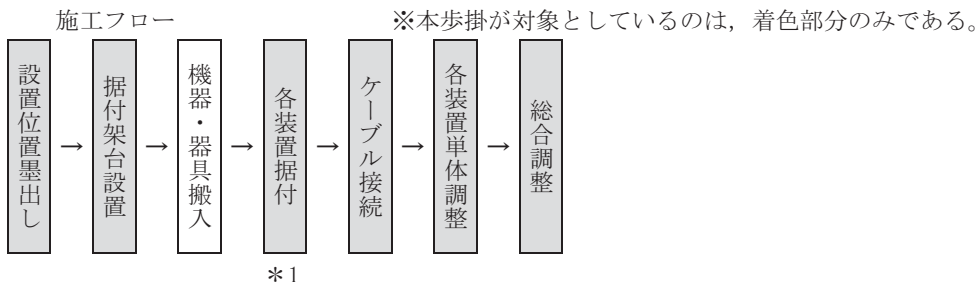 施工フロー
※本歩掛が対象としているのは，着色部分のみである。
設置位置墨出し
→
据付架台設置
→
機器・器具搬入
→
各装置据付
→
ケーブル接続
→
各装置単体調整
→
総合調整
＊1